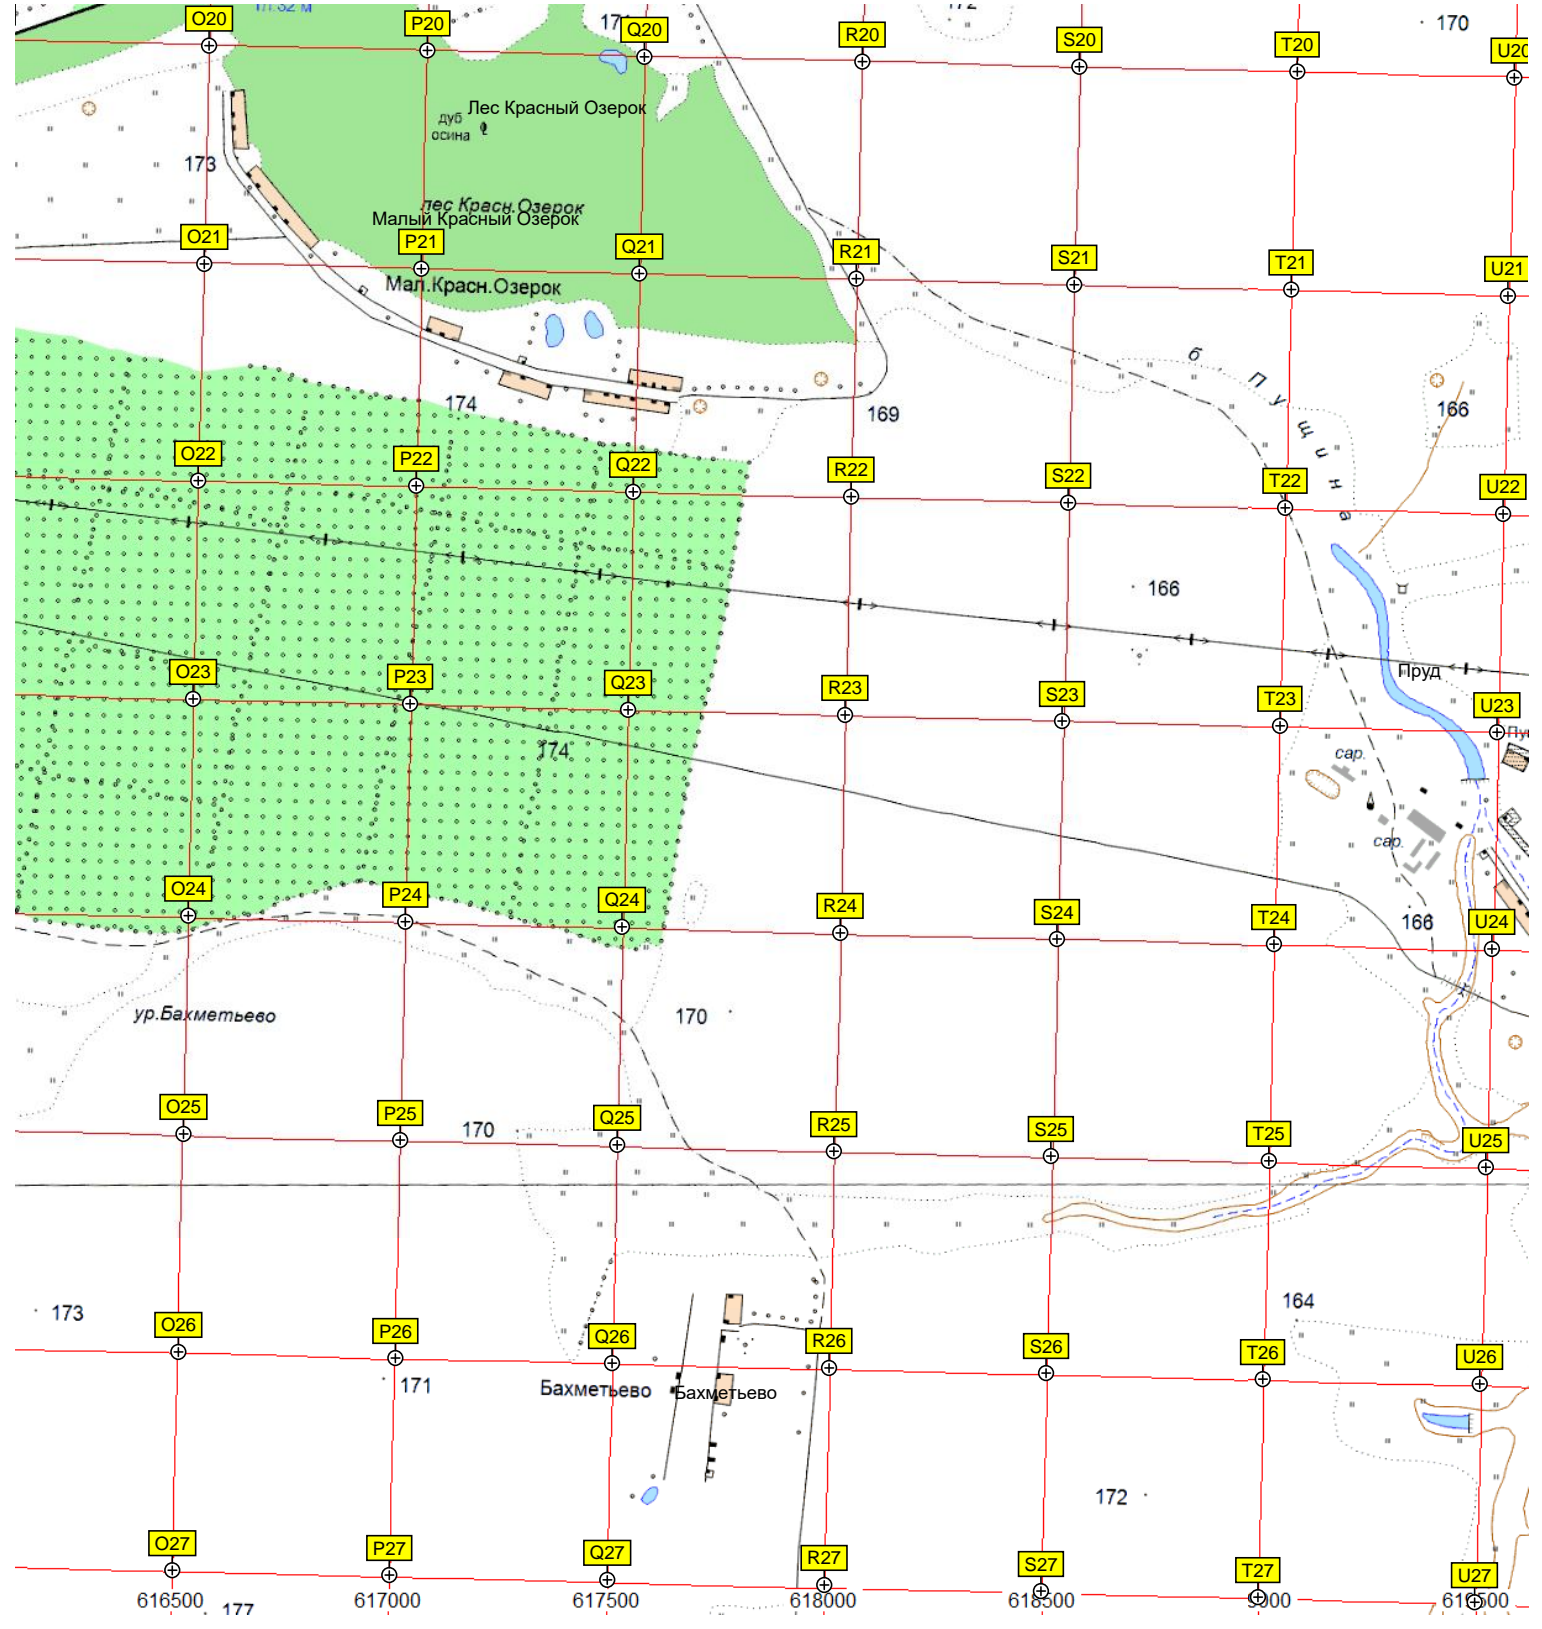 O20
P20
Q20
R20
S20
T20
U20
170
дуб
осина
Лес Красный Озерок
173
лес Красн.Озерок
Малый Красный Озерок
O21
P21
Q21
R21
S21
T21
U21
Мал.Красн.Озерок
174
169
166
б. Пущина
O22
P22
Q22
R22
S22
T22
U22
166
Пруд
O23
P23
Q23
R23
S23
T23
U23
174
сар.
сар.
O24
P24
Q24
R24
S24
T24
U24
166
ур.Бахметьево
170
O25
P25
Q25
R25
S25
T25
U25
170
173
164
O26
P26
Q26
R26
S26
T26
U26
171
Бахметьево
Бахметьево
172
O27
P27
Q27
R27
S27
T27
U27
616500
617000
617500
618000
618500
177